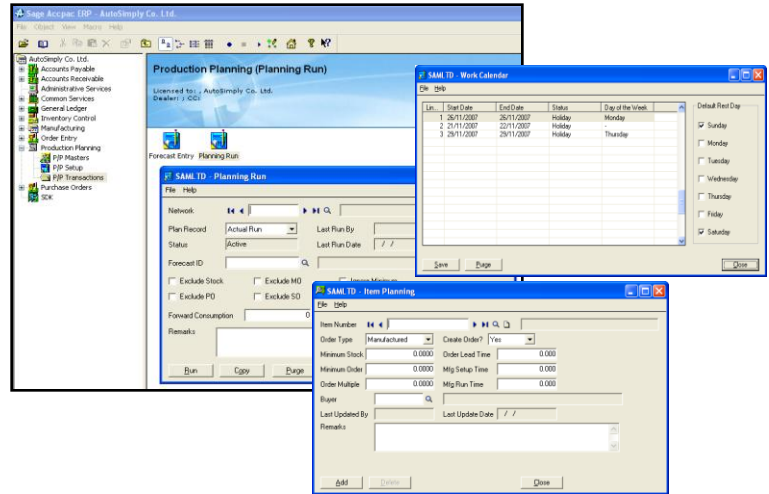 Sage Accpac ERP - AutoSimply Co. Ltd.
File Object View Macro Help
AutoSimply Co. Ltd.
Accounts Payable
Accounts Receivable
Administrative Services
Common Services
General Ledger
Inventory Control
Manufacturing
Order Entry
Production Planning
P/P Masters
P/P Setup
P/P Transactions
Purchase Orders
SDK
Production Planning (Planning Run)
Licensed to: , AutoSimply Co. Ltd.
Dealer: ; CCI
Forecast Entry Planning Run
SAMLTD - Planning Run
File Help
Network
Plan Record Actual Run Last Run By
Status Active Last Run Date / /
Forecast ID
Exclude Stock Exclude MO
Exclude PO Exclude SO
Forward Consumption 0
Remarks
Run Copy Purge
SAMLTD - Work Calendar
File Help
Lin... Start Date End Date Status Day of the Week
1 26/11/2007 26/11/2007 Holiday Monday
2 21/11/2007 22/11/2007 Holiday -
3 29/11/2007 29/11/2007 Holiday Thursday
Default Rest Day
Sunday
Monday
Tuesday
Wednesday
Thursday
Friday
Saturday
Save Purge Close
SAMLTD - Item Planning
File Help
Item Number
Order Type Manufactured Create Order? Yes
Minimum Stock 0.0000 Order Lead Time 0.000
Minimum Order 0.0000 Mfg Setup Time 0.000
Order Multiple 0.0000 Mfg Run Time 0.000
Buyer
Last Updated By Last Update Date / /
Remarks
Add Delete Close